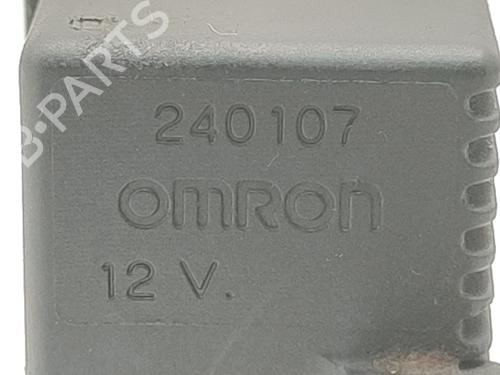 B-PARTS
240107
omron
12 V.